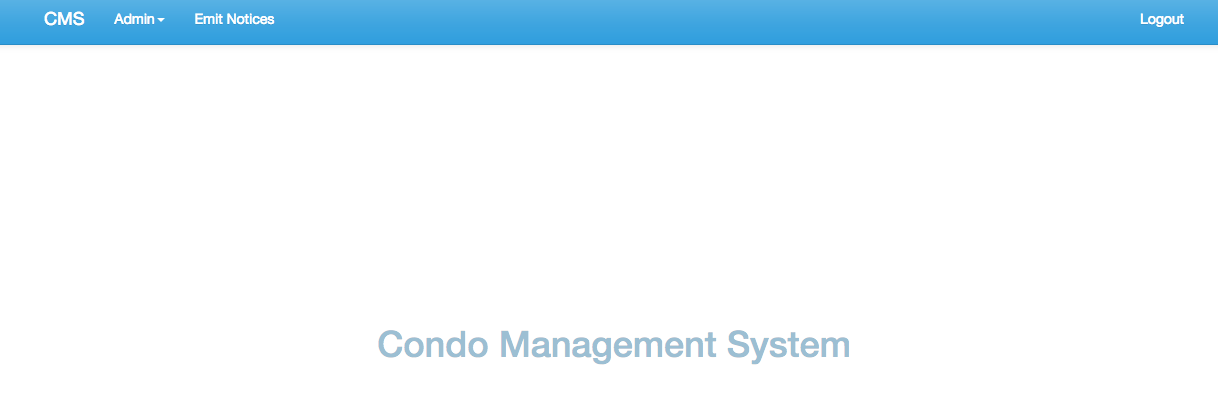 CMS Admin Emit Notices Logout
Condo Management System